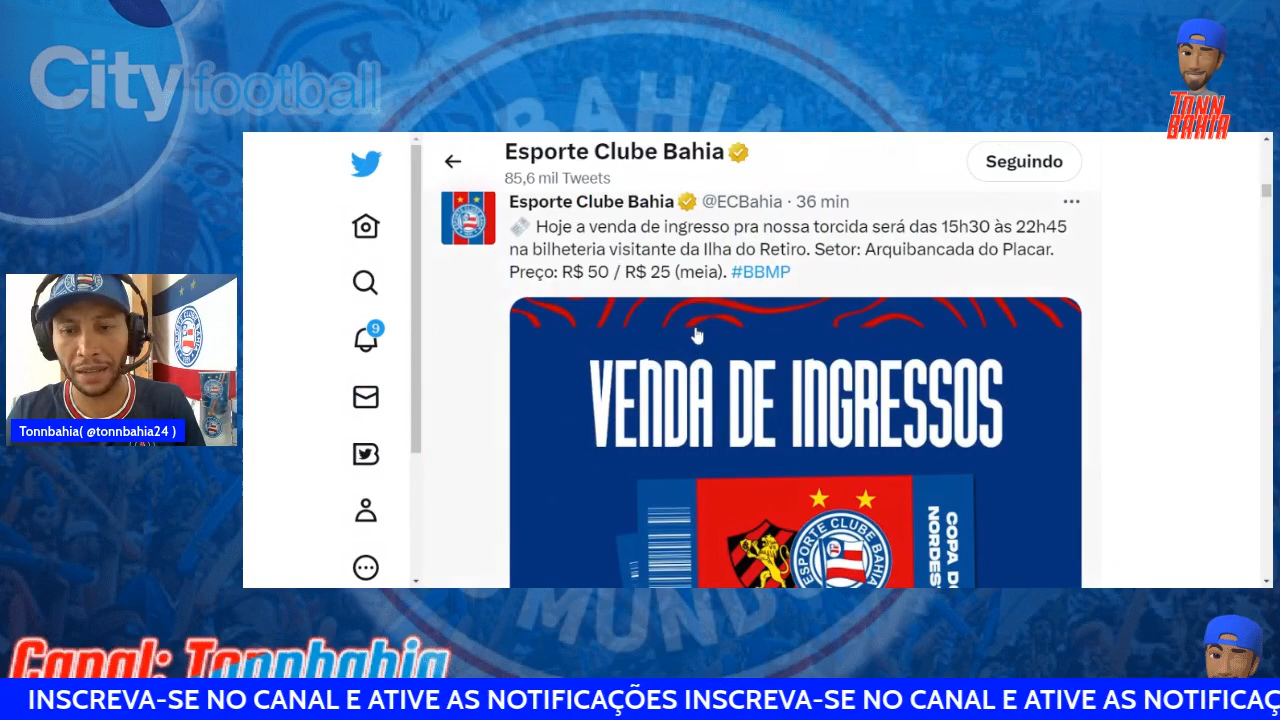 City football
TONN
BAHIA
BAHIA
Esporte Clube Bahia
85,6 mil Tweets
Seguindo
Esporte Clube Bahia @ECBahia · 36 min
Hoje a venda de ingresso pra nossa torcida será das 15h30 às 22h45
na bilheteria visitante da Ilha do Retiro. Setor: Arquibancada do Placar.
Preço: R$ 50 / R$ 25 (meia). #BBMP
9
VENDA DE INGRESSOS
ESPORTE CLUBE BAHIA
COPA DO
NORDES
Tonnbahia( @tonnbahia24 )
MUND
Canal: Tonnbahia
INSCREVA-SE NO CANAL E ATIVE AS NOTIFICAÇÕES INSCREVA-SE NO CANAL E ATIVE AS NOTIFICAÇ